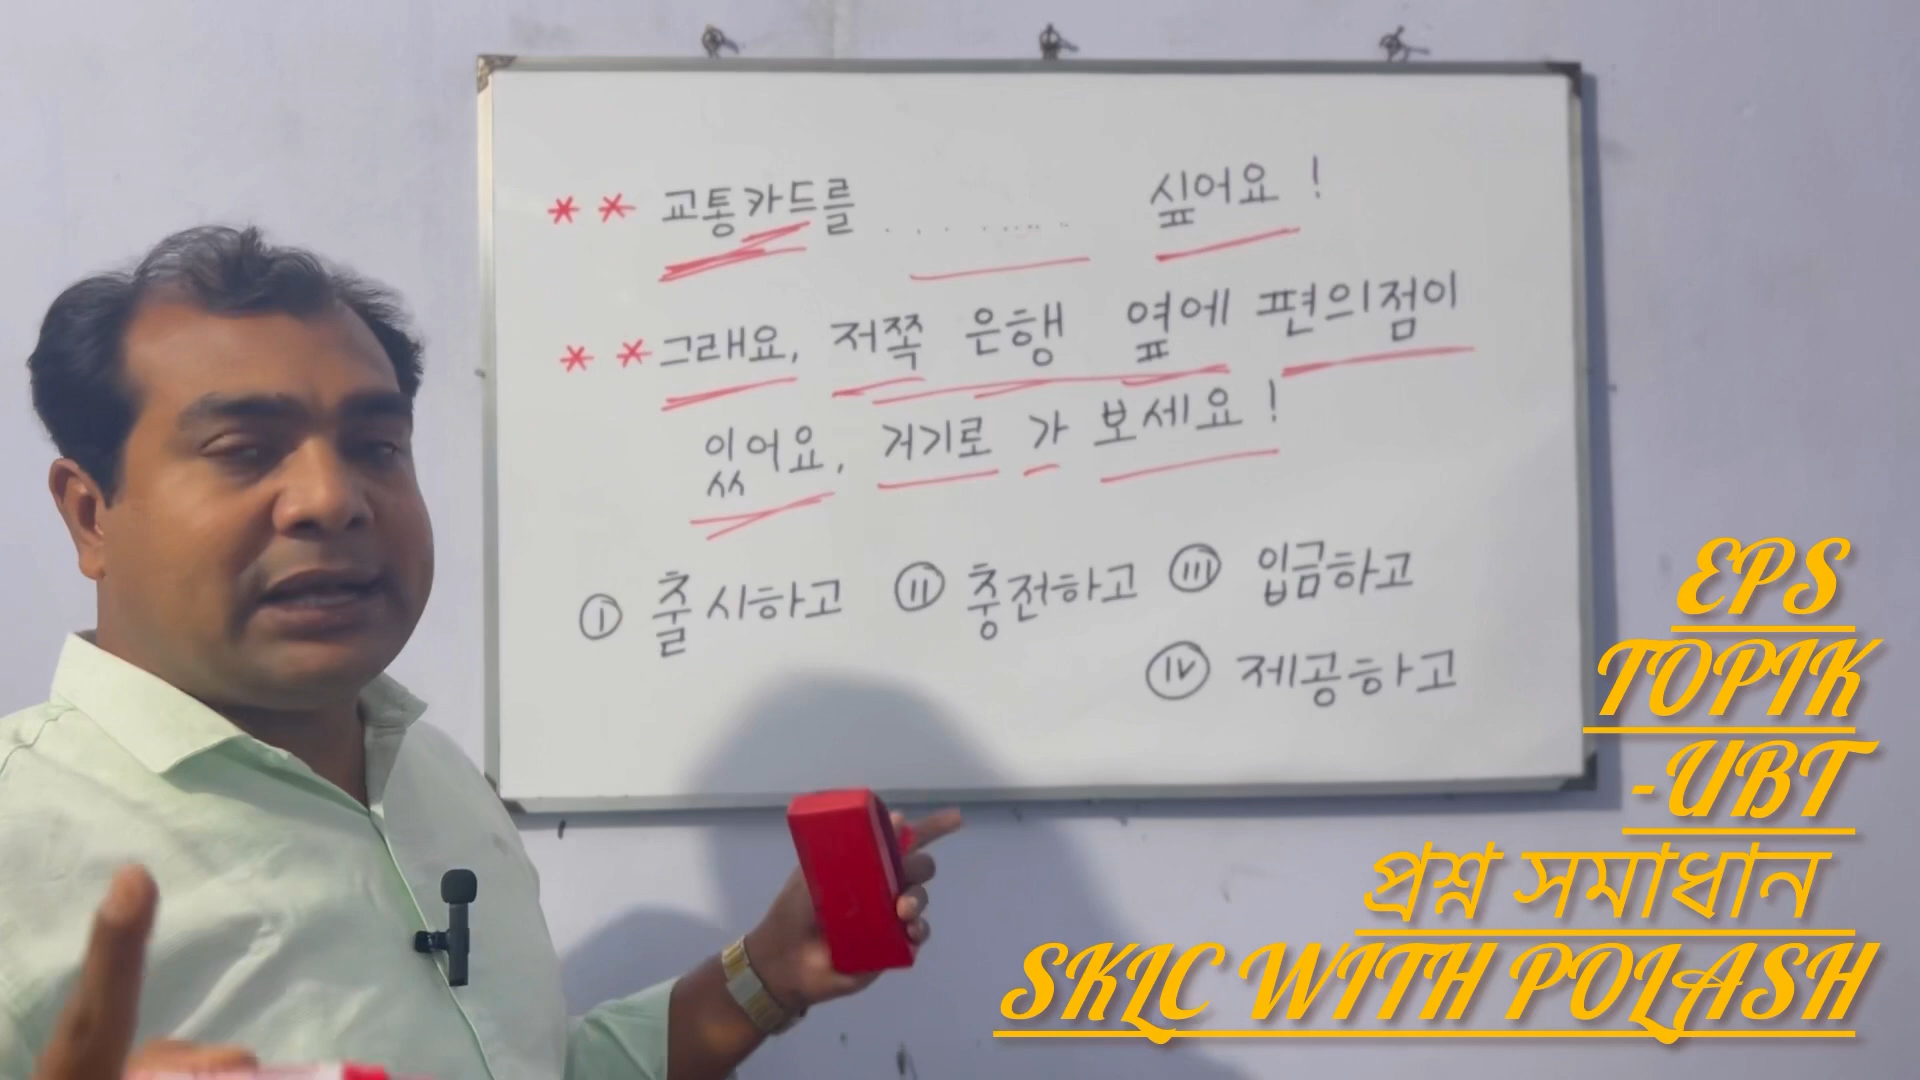 ** 교통카드를 ........... 싶어요 !
** 그래요, 저쪽 은행 옆에 편의점이
있어요, 거기로 가 보세요 !
① 출시하고 ⑪ 충전하고 ⑩ 입금하고
ⅳ 제공하고
EPS
TOPIK
-UBT
প্রশ্ন সমাধান
SKLC WITH POLASH